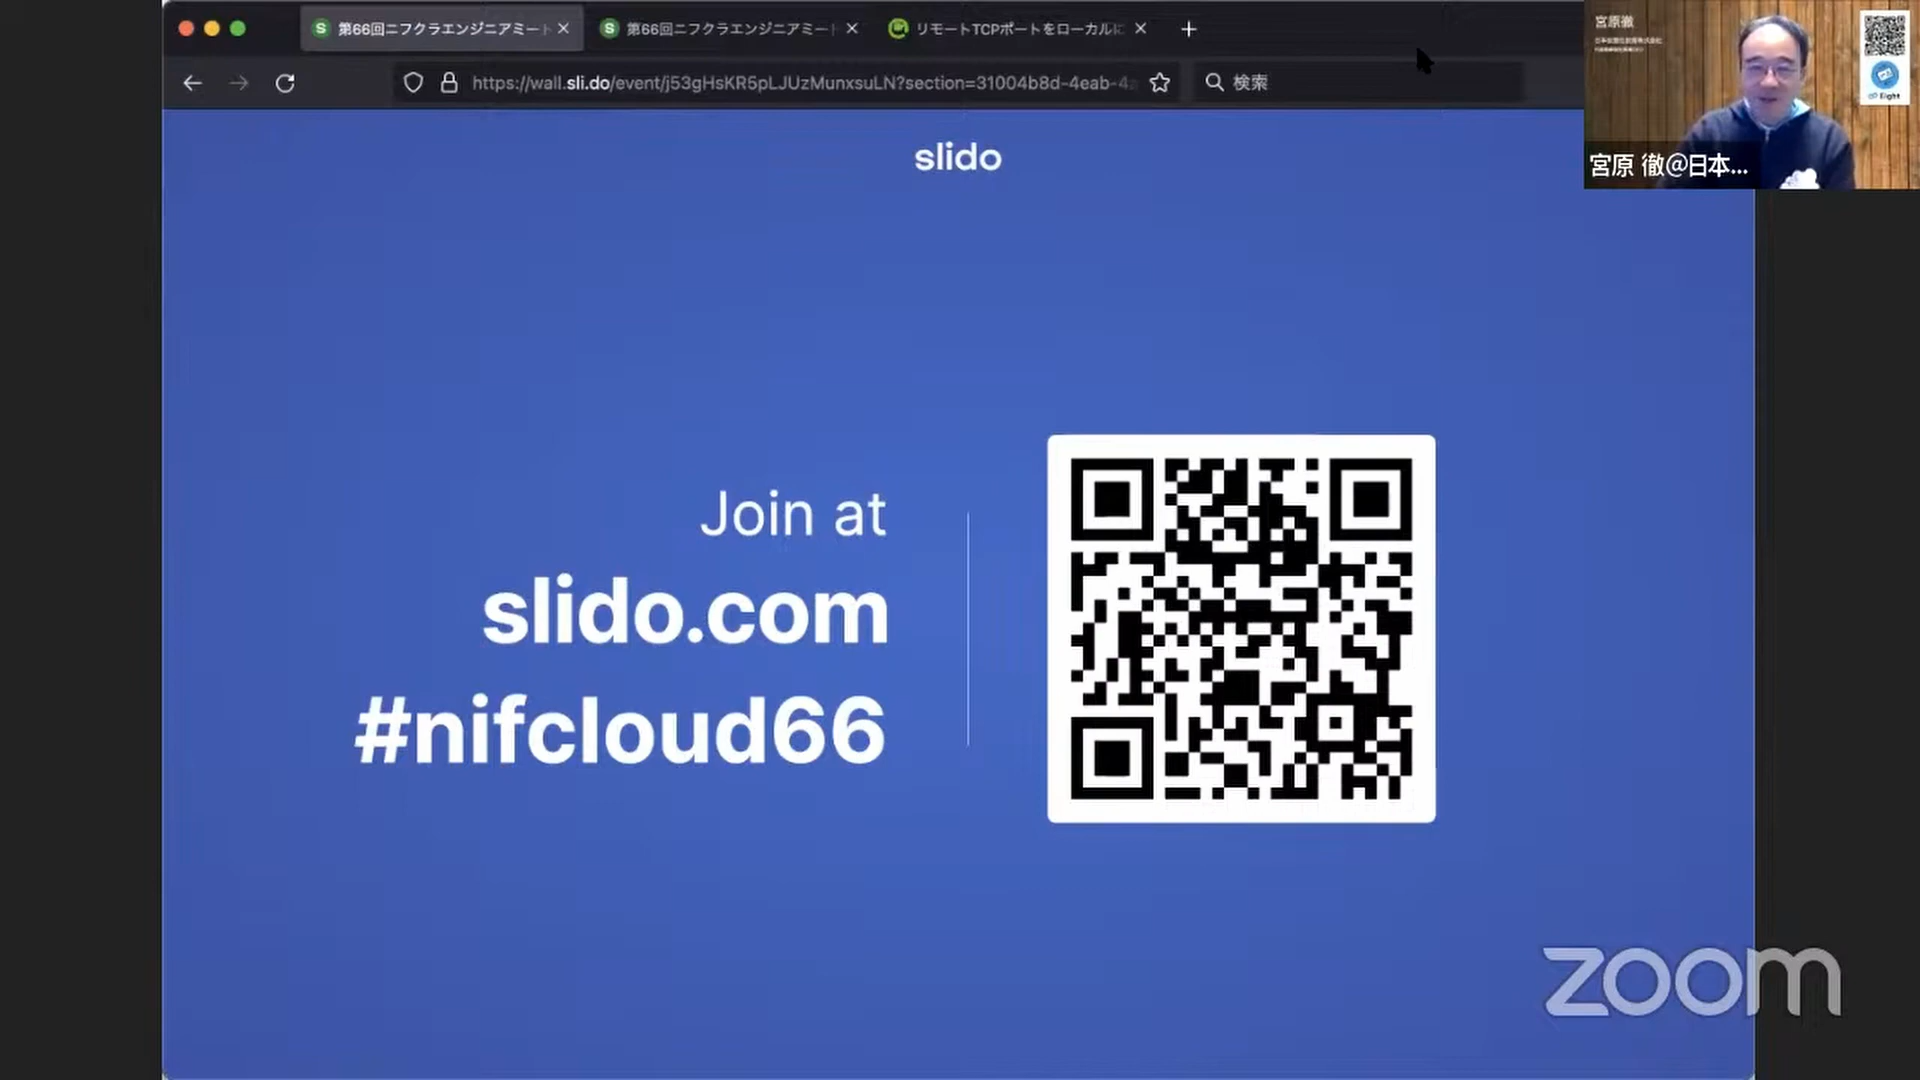 第66回ニフクラエンジニアミート
第66回ニフクラエンジニアミート
リモートTCPポートをローカルに
https://wall.sli.do/event/j53gHsKR5pLJUzMunxsuLN?section=31004b8d-4eab-4a
検索
宮原徹
eight
宮原 徹@日本...
slido
Join at
slido.com
#nifcloud66
zoom